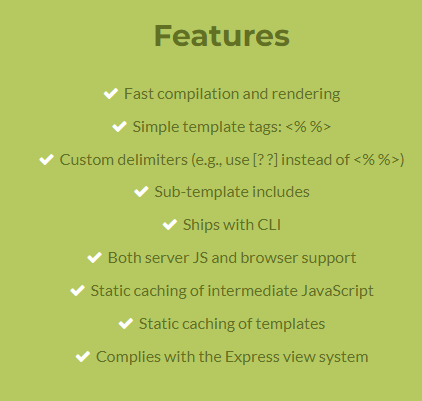 Features
Fast compilation and rendering
Simple template tags: <% %>
Custom delimiters (e.g., use [? ?] instead of <% %>)
Sub-template includes
Ships with CLI
Both server JS and browser support
Static caching of intermediate JavaScript
Static caching of templates
Complies with the Express view system